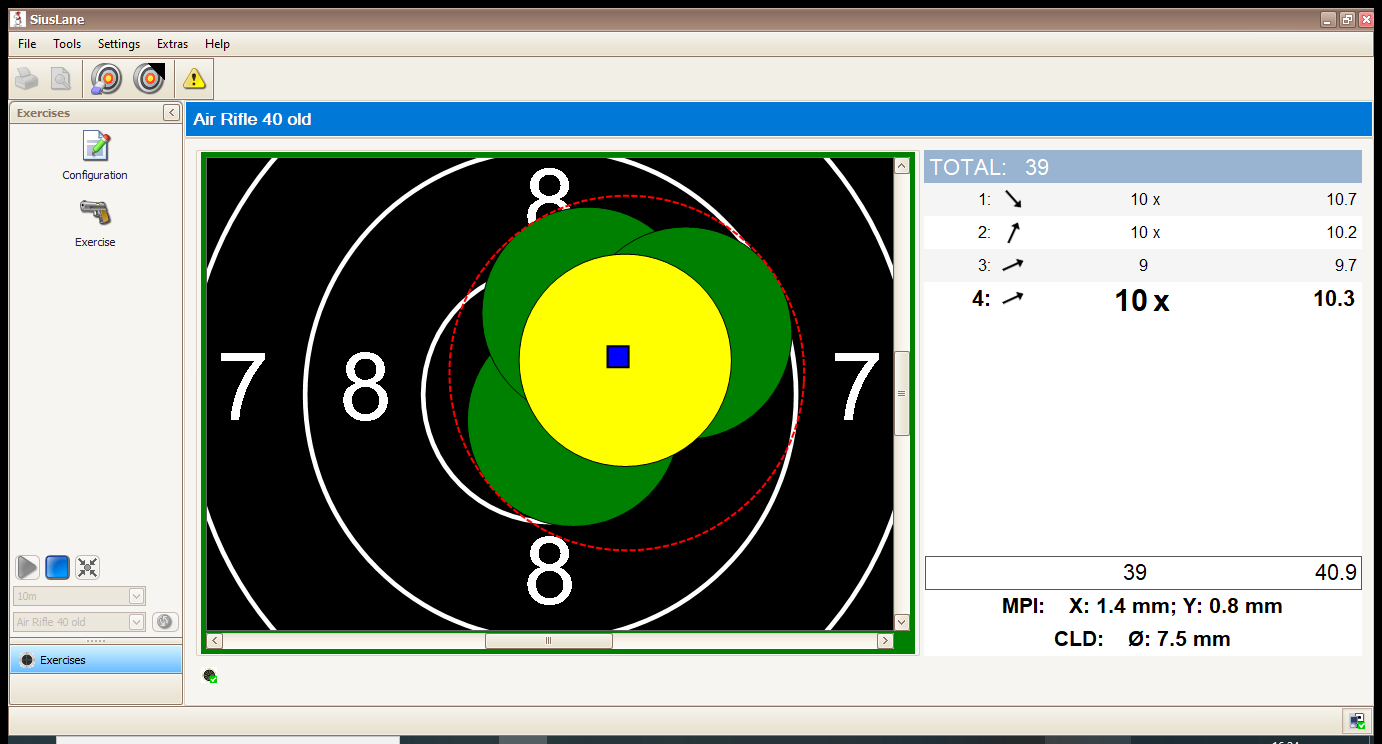 SiusLane
File Tools Settings Extras Help
Exercises
Configuration
Exercise
10m
Air Rifle 40 old
Exercises
Air Rifle 40 old
8
7 8 7
8
TOTAL: 39
1: 10 x 10.7
2: 10 x 10.2
3: 9 9.7
4: 10 x 10.3
39 40.9
MPI: X: 1.4 mm; Y: 0.8 mm
CLD: Ø: 7.5 mm